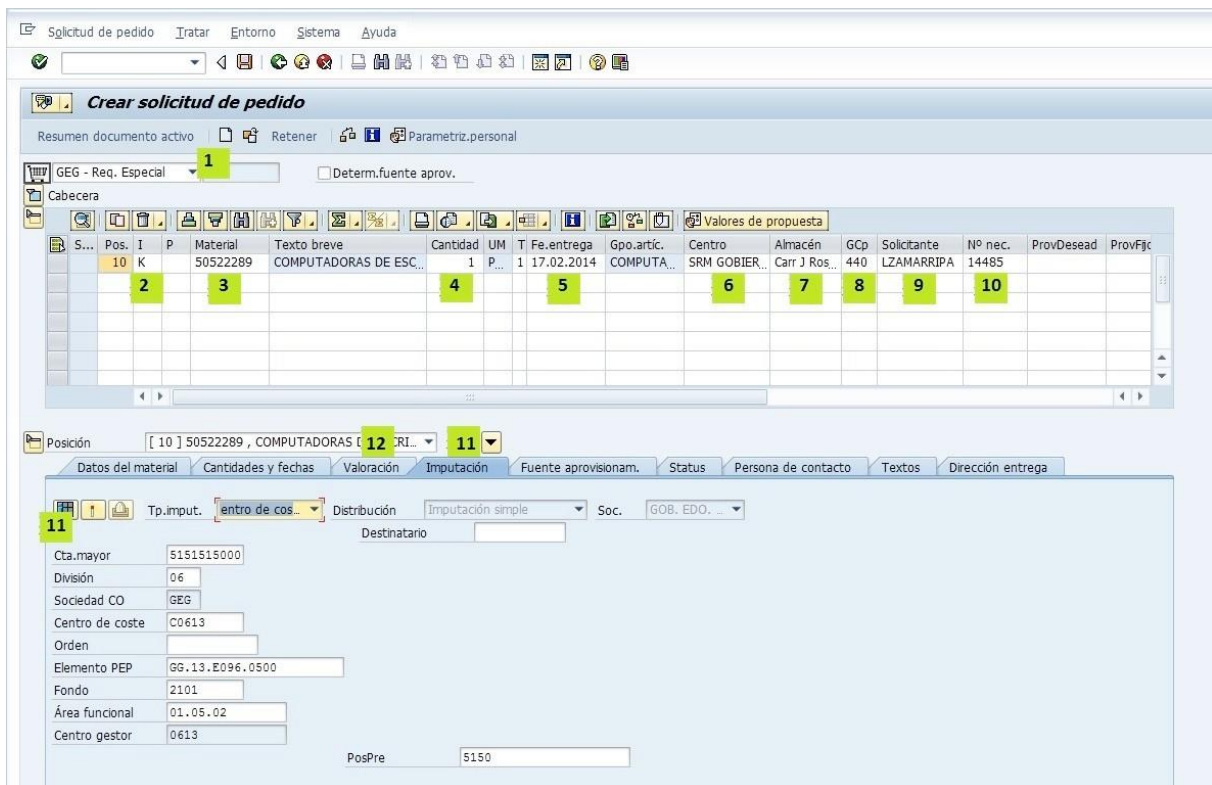 Solicitud de pedido Tratar Entorno Sistema Ayuda
Crear solicitud de pedido
Resumen documento activo Retener Parametriz.personal
1
GEG - Req. Especial Determ.fuente aprov.
Cabecera
Valores de propuesta
S... Pos. I P Material Texto breve Cantidad UM T Fe.entrega Gpo.artíc. Centro Almacén GCp Solicitante Nº nec. ProvDesead ProvFijc
10 K 50522289 COMPUTADORAS DE ESC... 1 P... 1 17.02.2014 COMPUTA... SRM GOBIER... Carr J Ros... 440 LZAMARRIPA 14485
2 3 4 5 6 7 8 9 10
Posición [ 10 ] 50522289 , COMPUTADORAS 12 CRI... 11
Datos del material Cantidades y fechas Valoración Imputación Fuente aprovisionam. Status Persona de contacto Textos Dirección entrega
Tp.imput. entro de cos... Distribución Imputación simple Soc. GOB. EDO. ...
11
Destinatario
Cta.mayor 5151515000
División 06
Sociedad CO GEG
Centro de coste C0613
Orden
Elemento PEP GG.13.E096.0500
Fondo 2101
Área funcional 01.05.02
Centro gestor 0613
PosPre 5150